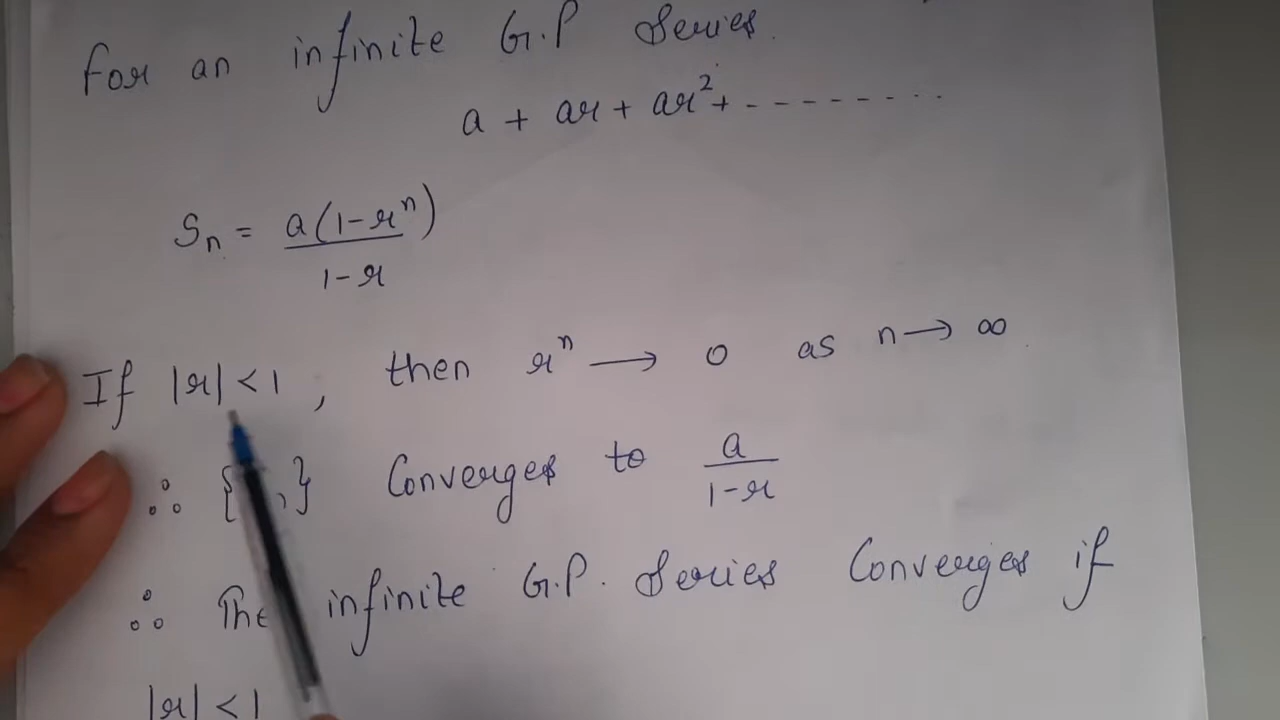 For an infinite G.P Series.
a + ar + ar² + - - - - - - - . .
Sₙ = a(1-rⁿ) / 1-r
If |r| < 1, then rⁿ → 0 as n → ∞.
∴ { } Converges to a / 1-r
∴ The infinite G.P. Series Converges if
|r| < 1